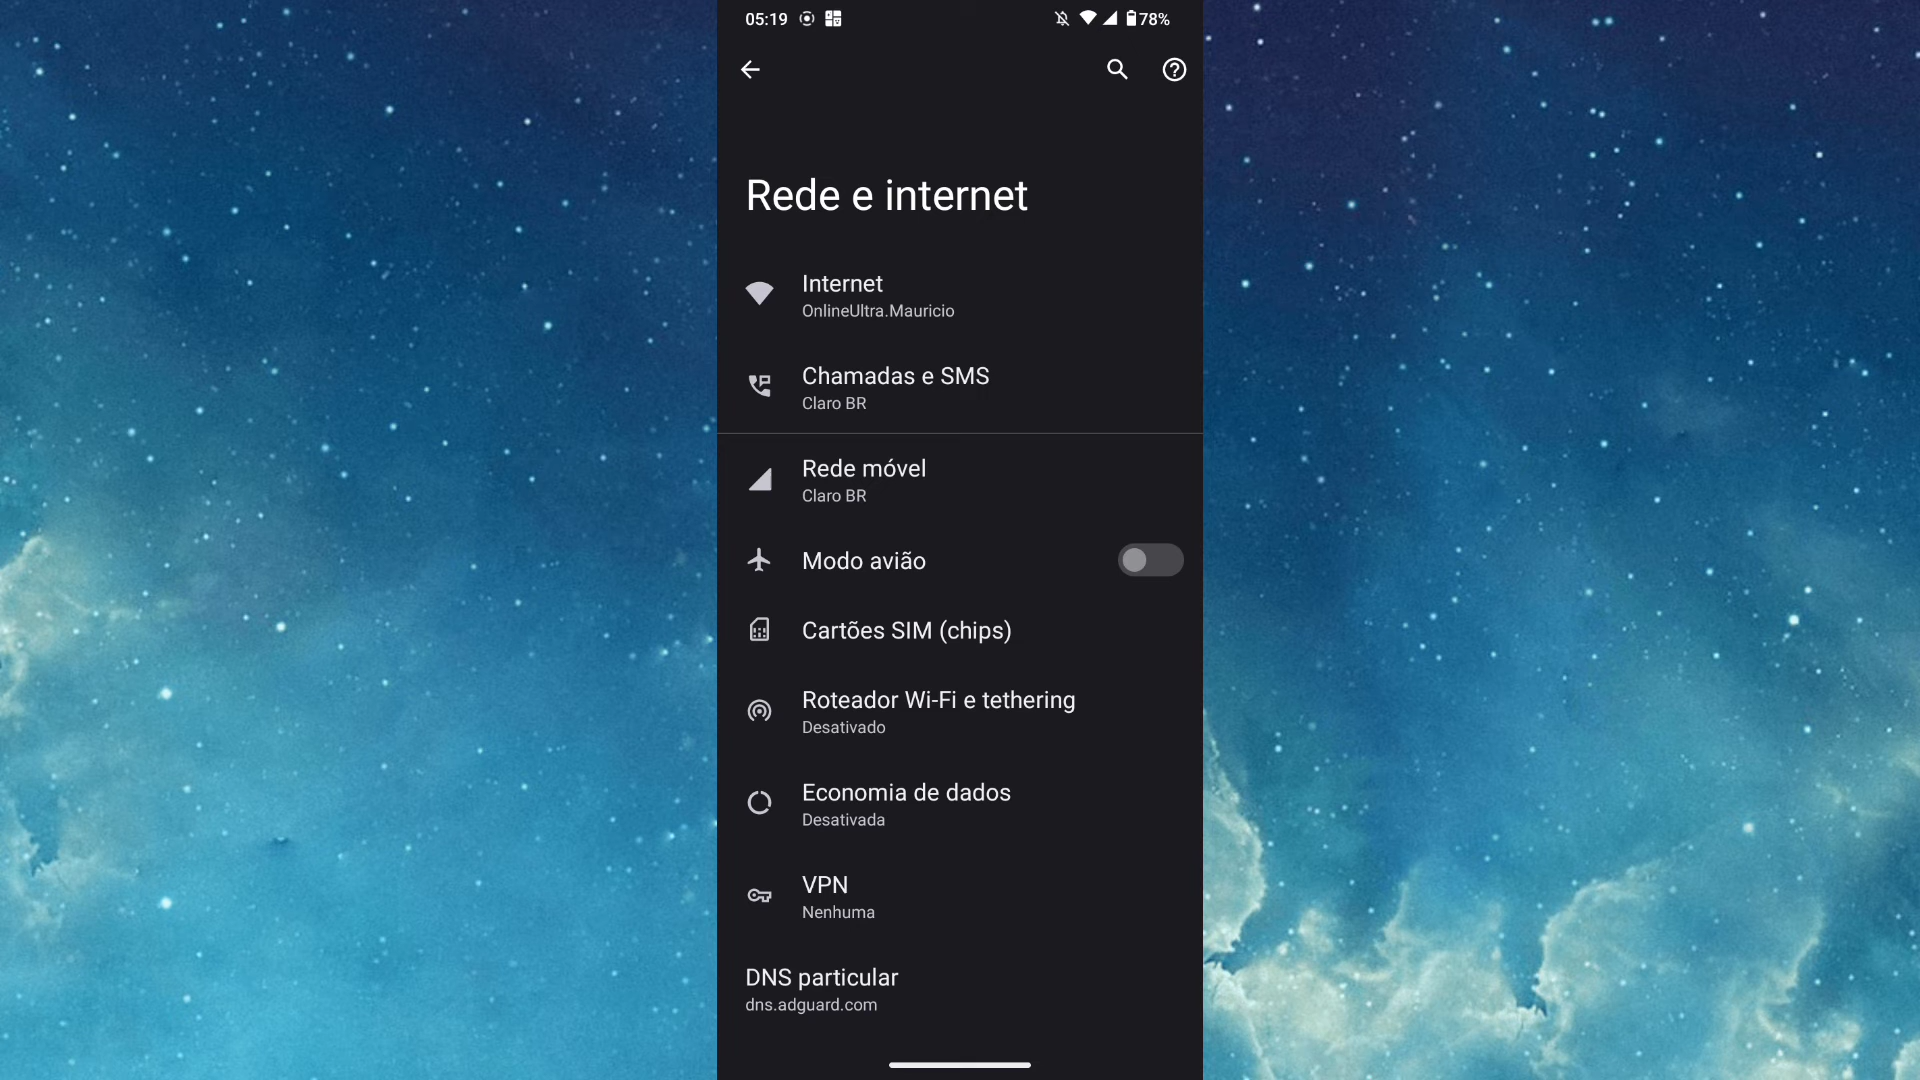 05:19 78%
Rede e internet
Internet
OnlineUltra.Mauricio
Chamadas e SMS
Claro BR
Rede móvel
Claro BR
Modo avião
Cartões SIM (chips)
Roteador Wi-Fi e tethering
Desativado
Economia de dados
Desativada
VPN
Nenhuma
DNS particular
dns.adguard.com